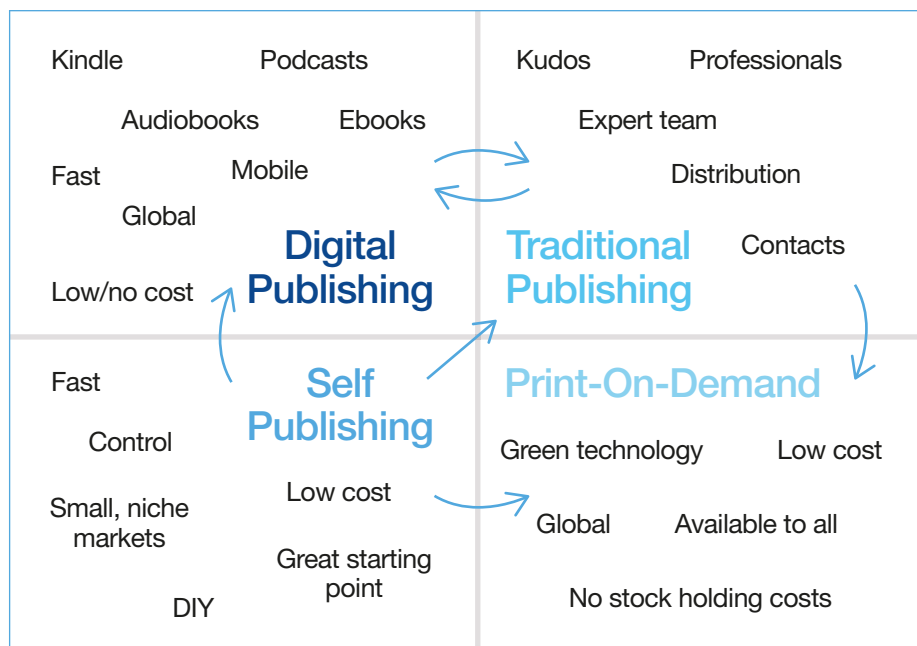 Kindle
Podcasts
Audiobooks
Ebooks
Fast
Mobile
Global
Digital
Publishing
Low/no cost
Kudos
Professionals
Expert team
Distribution
Traditional
Publishing
Contacts
Fast
Self
Publishing
Control
Low cost
Small, niche
markets
Great starting
point
DIY
Print-On-Demand
Green technology
Low cost
Global
Available to all
No stock holding costs